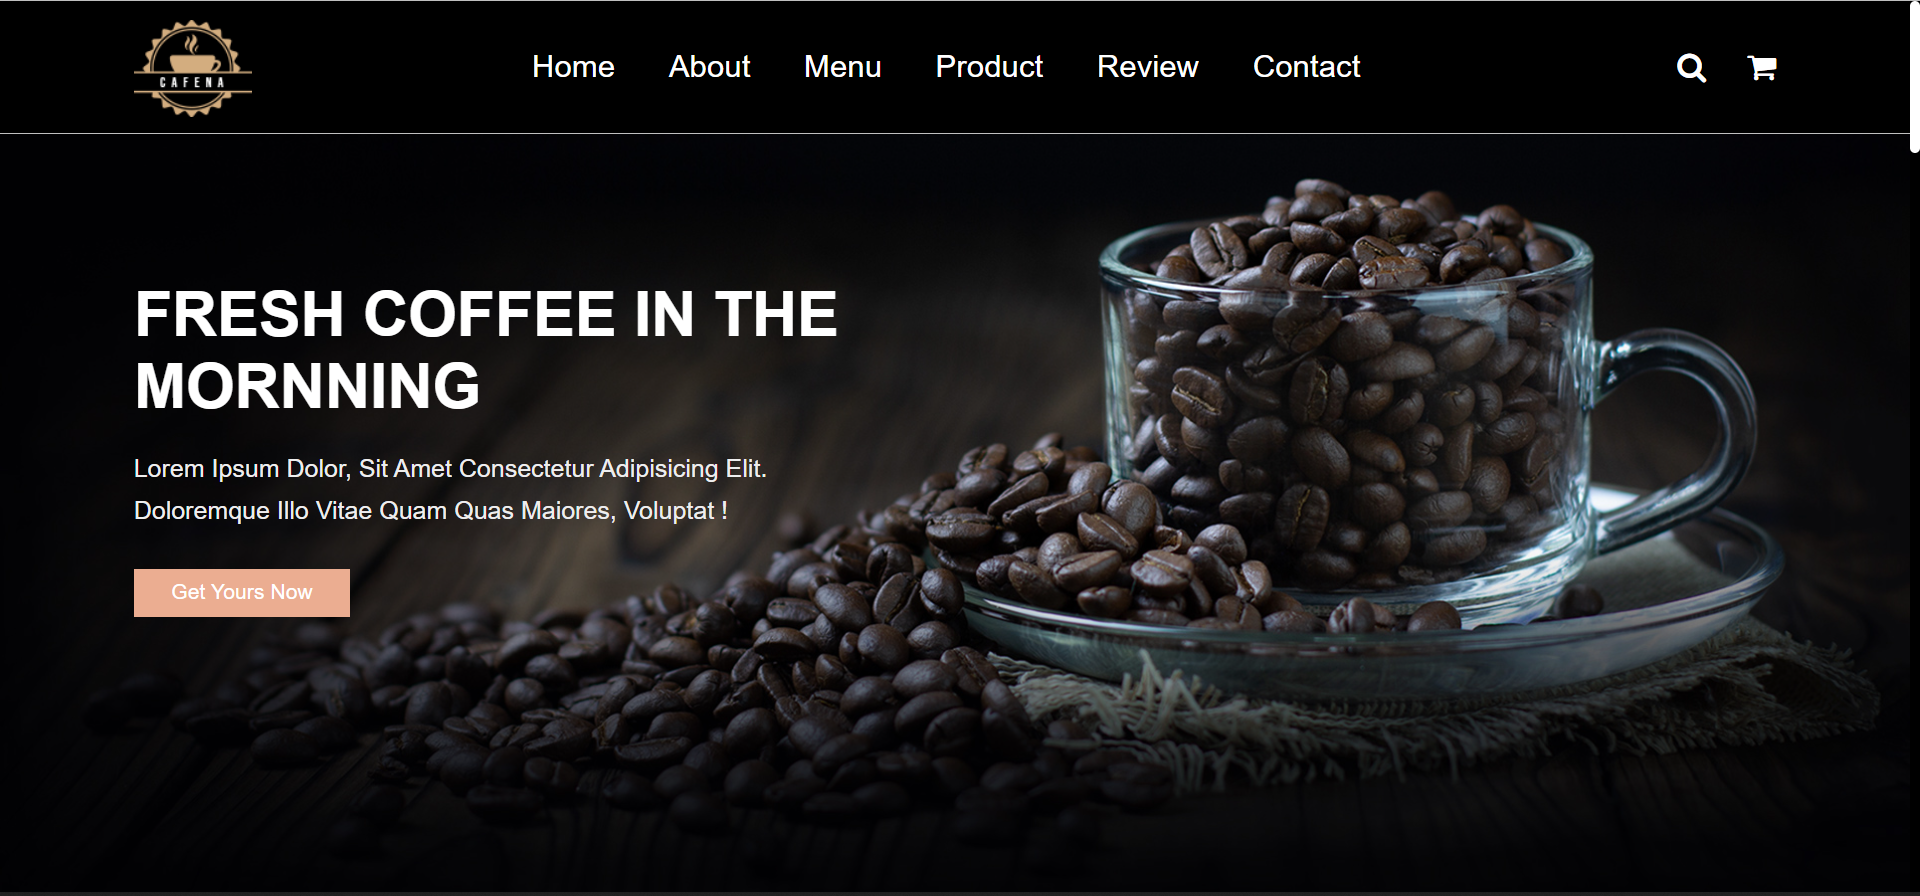 CAFENA
Home About Menu Product Review Contact
FRESH COFFEE IN THE
MORNNING
Lorem Ipsum Dolor, Sit Amet Consectetur Adipisicing Elit.
Doloremque Illo Vitae Quam Quas Maiores, Voluptat !
Get Yours Now